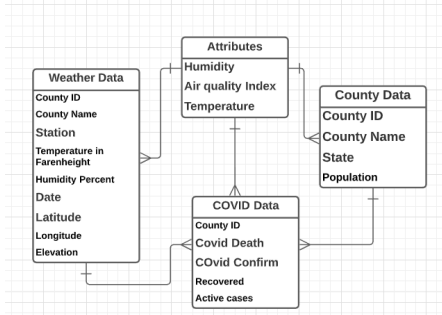 Attributes
Humidity
Air quality Index
Temperature
Weather Data
County ID
County Name
Station
Temperature in
Farenheight
Humidity Percent
Date
Latitude
Longitude
Elevation
County Data
County ID
County Name
State
Population
COVID Data
County ID
Covid Death
COvid Confirm
Recovered
Active cases